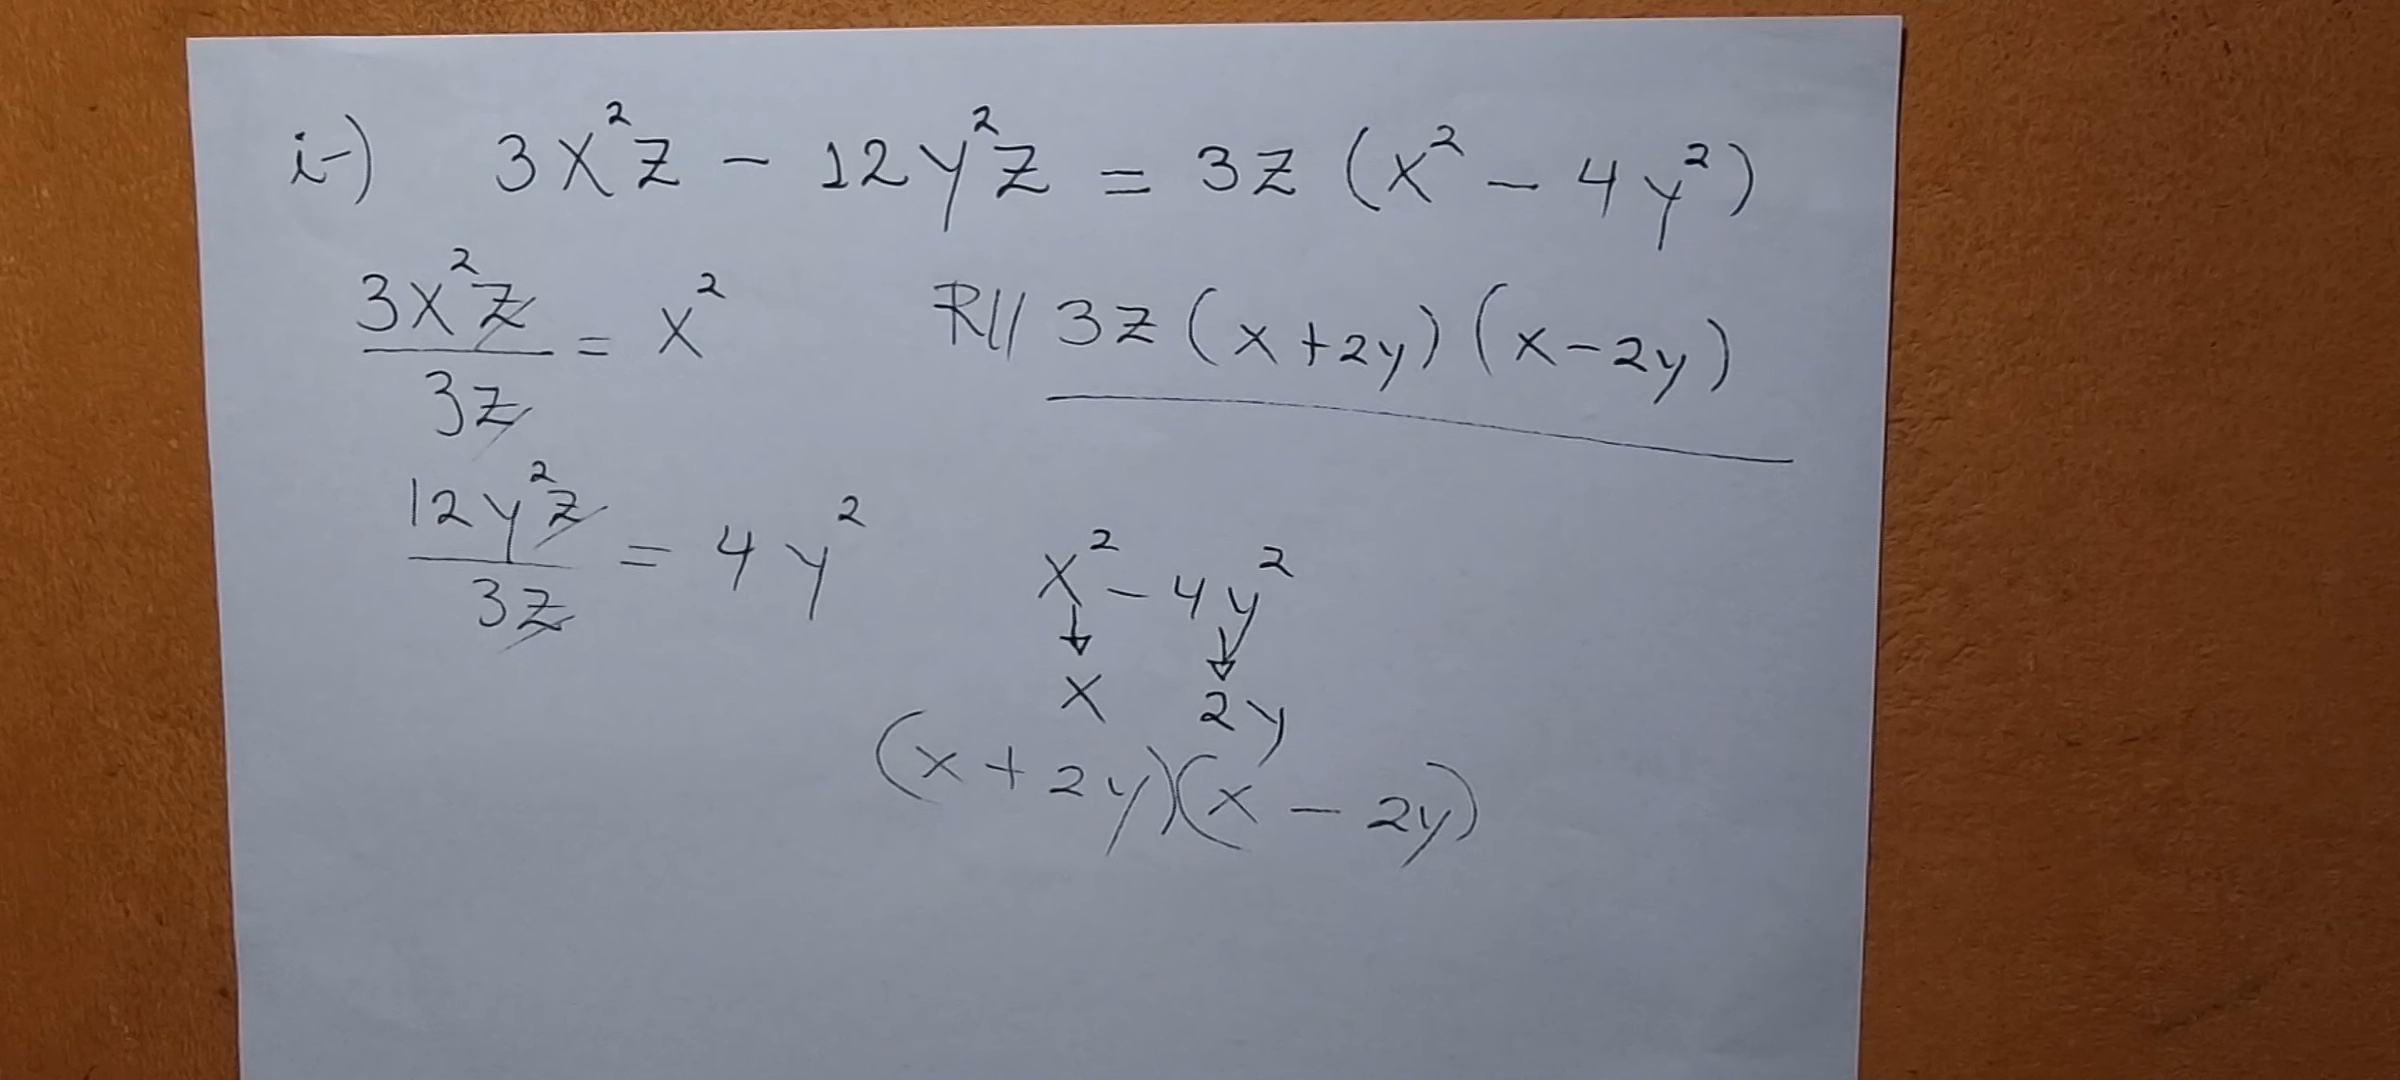 i-) 3x²z - 12y²z = 3z (x² - 4y²)
3x²z / 3z = x²
R// 3z (x+2y) (x-2y)
12y²z / 3z = 4y²
x² - 4y²
↓ ↓
x 2y
(x + 2y)(x - 2y)